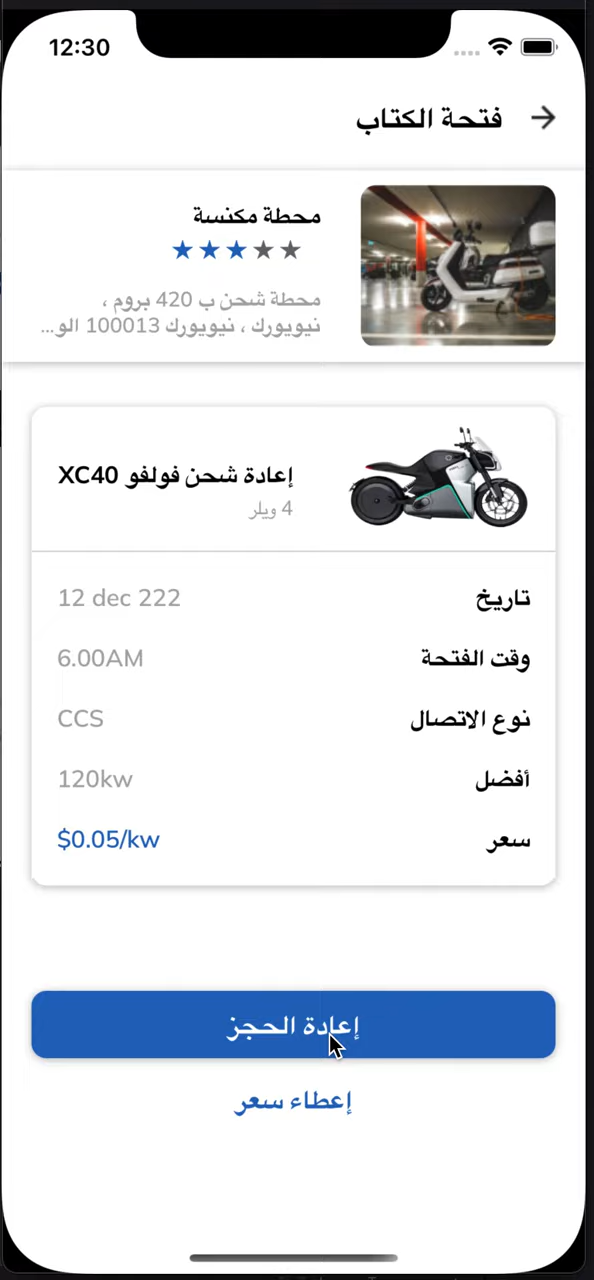 12:30
فتحة الكتاب
محطة مكنسة
محطة شحن ب 420 بروم ،
نيويورك ، نيويورك 100013 الو...
إعادة شحن فولفو XC40
4 ويلر
تاريخ 12 dec 222
وقت الفتحة 6.00AM
نوع الاتصال CCS
أفضل 120kw
سعر $0.05/kw
إعادة الحجز
إعطاء سعر